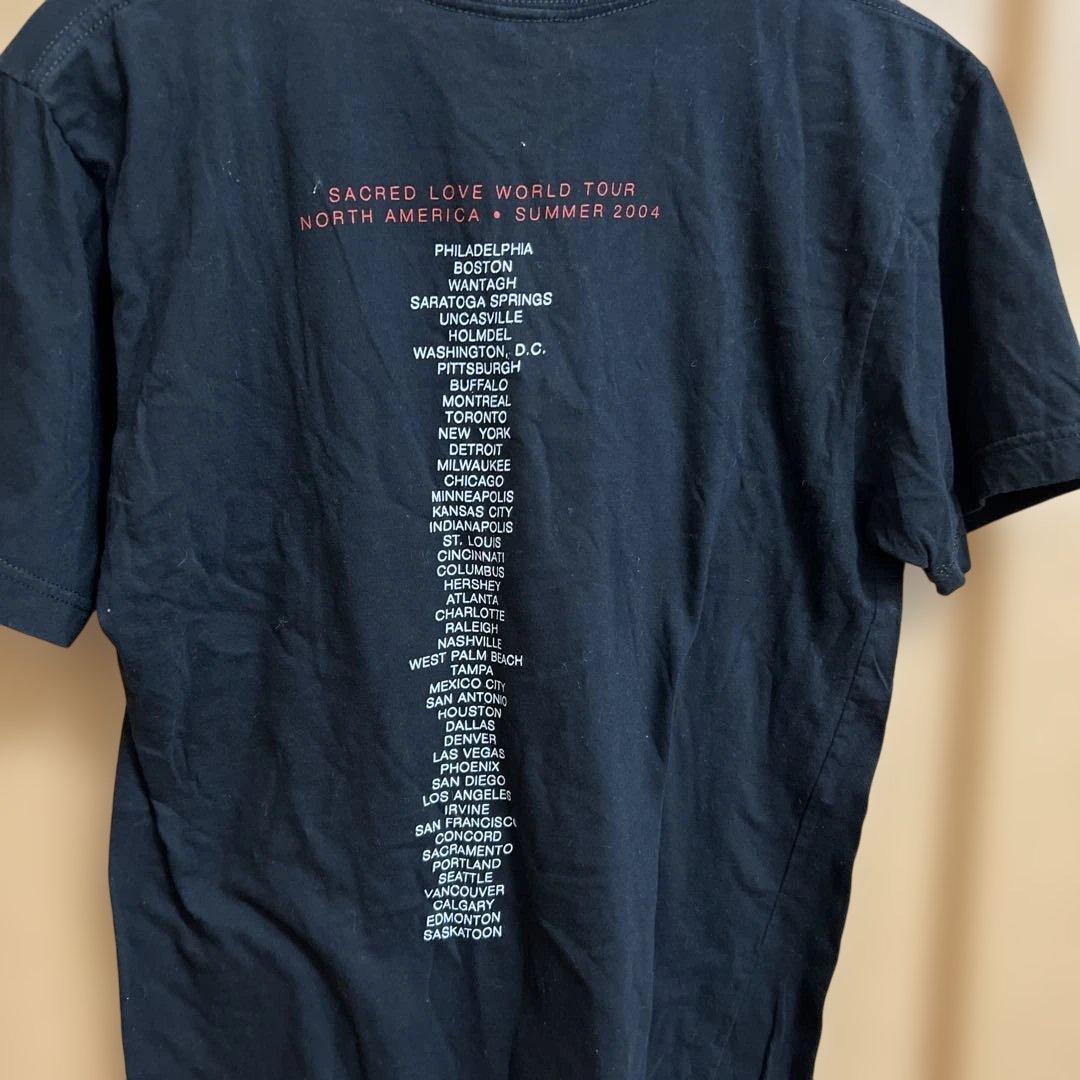 SACRED LOVE WORLD TOUR
NORTH AMERICA • SUMMER 2004
PHILADELPHIA
BOSTON
WANTAGH
SARATOGA SPRINGS
UNCASVILLE
HOLMDEL
WASHINGTON, D.C.
PITTSBURGH
BUFFALO
MONTREAL
TORONTO
NEW YORK
DETROIT
MILWAUKEE
CHICAGO
MINNEAPOLIS
KANSAS CITY
INDIANAPOLIS
ST. LOUIS
CINCINNATI
COLUMBUS
HERSHEY
ATLANTA
CHARLOTTE
RALEIGH
NASHVILLE
WEST PALM BEACH
TAMPA
MEXICO CITY
SAN ANTONIO
HOUSTON
DALLAS
DENVER
LAS VEGAS
PHOENIX
SAN DIEGO
LOS ANGELES
IRVINE
SAN FRANCISCO
CONCORD
SACRAMENTO
PORTLAND
SEATTLE
VANCOUVER
CALGARY
EDMONTON
SASKATOON